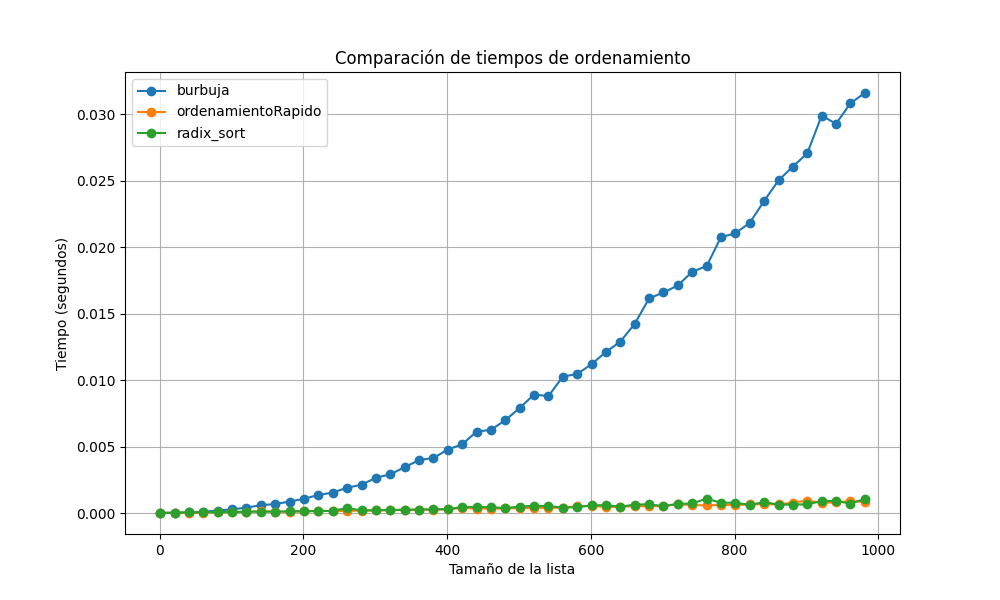 Comparación de tiempos de ordenamiento
burbuja
ordenamientoRapido
radix_sort
Tiempo (segundos)
0.030
0.025
0.020
0.015
0.010
0.005
0.000
0 200 400 600 800 1000
Tamaño de la lista